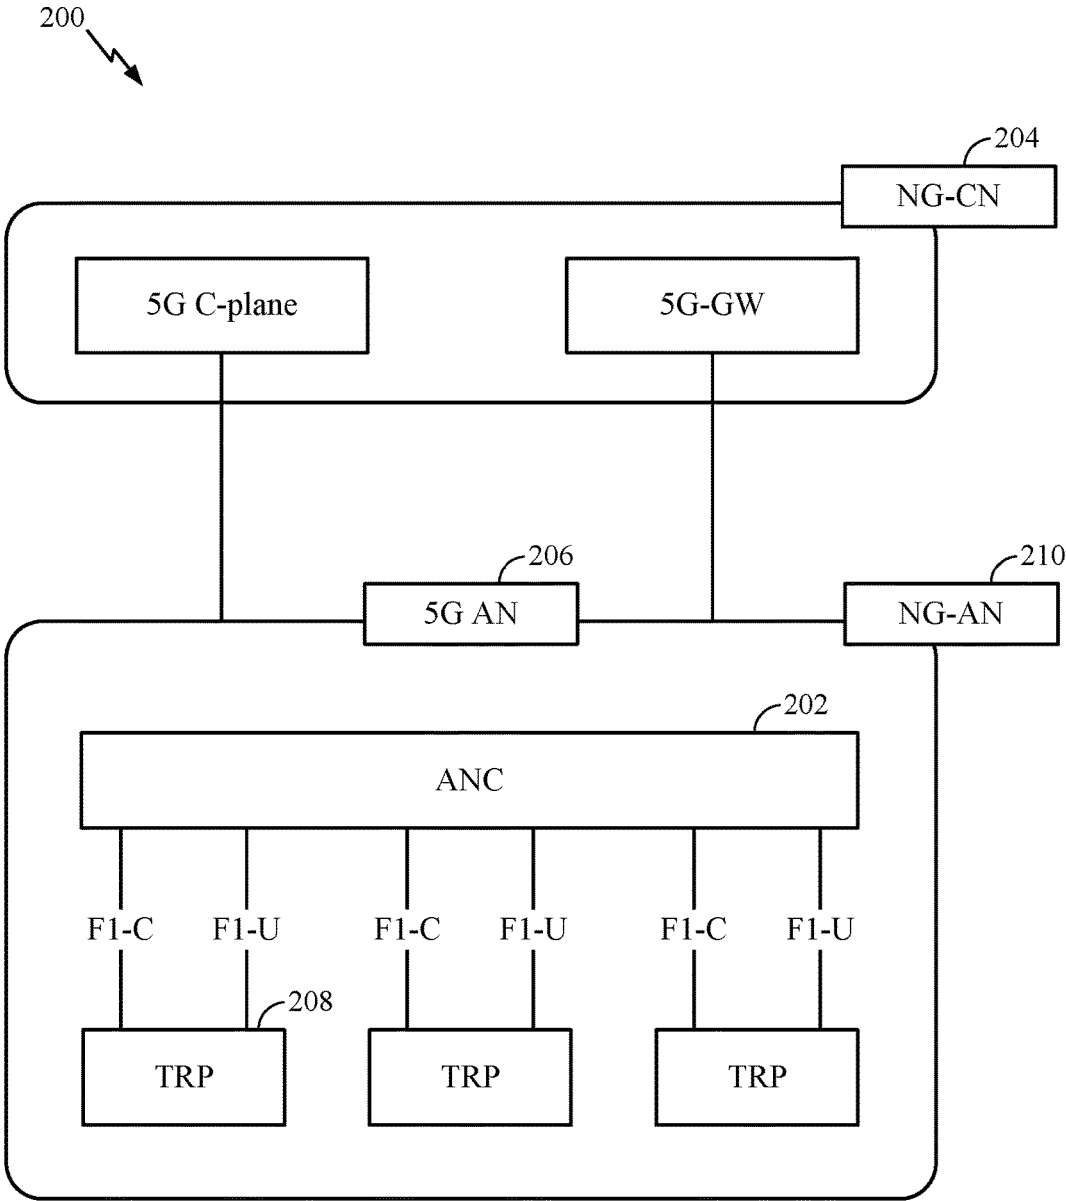 200
204
NG-CN
5G C-plane
5G-GW
206
210
5G AN
NG-AN
202
ANC
F1-C F1-U F1-C F1-U F1-C F1-U
208
TRP TRP TRP